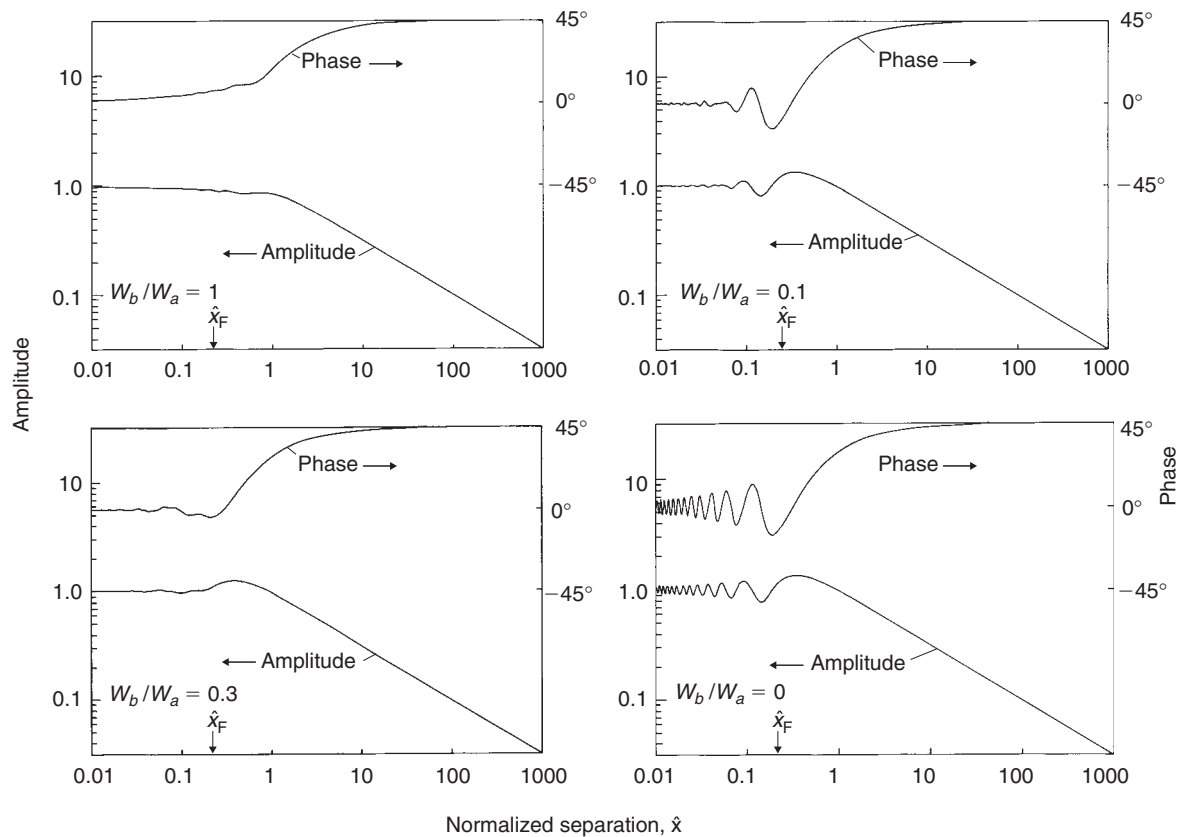 45°
Phase
10
0°
1.0
−45°
Amplitude
0.1
W_b/W_a = 1
x̂_F
0.01 0.1 1 10 100 1000
45°
Phase
10
0°
1.0
−45°
Amplitude
0.1
W_b/W_a = 0.1
x̂_F
0.01 0.1 1 10 100 1000
Amplitude
45°
Phase
10
0°
1.0
−45°
Amplitude
0.1
W_b/W_a = 0.3
x̂_F
0.01 0.1 1 10 100 1000
45°
Phase
10
0°
1.0
−45°
Amplitude
0.1
W_b/W_a = 0
x̂_F
0.01 0.1 1 10 100 1000
Phase
Normalized separation, x̂